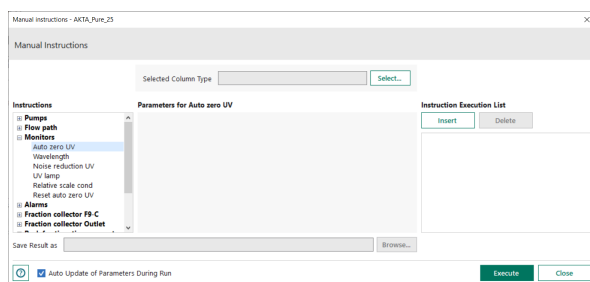 Manual instructions - AKTA_Pure_25
Manual Instructions
Selected Column Type Select...
Instructions Parameters for Auto zero UV Instruction Execution List
Pumps
Flow path
Monitors
Auto zero UV
Wavelength
Noise reduction UV
UV lamp
Relative scale cond
Reset auto zero UV
Alarms
Fraction collector F9-C
Fraction collector Outlet
Insert Delete
Save Result as Browse...
Auto Update of Parameters During Run Execute Close